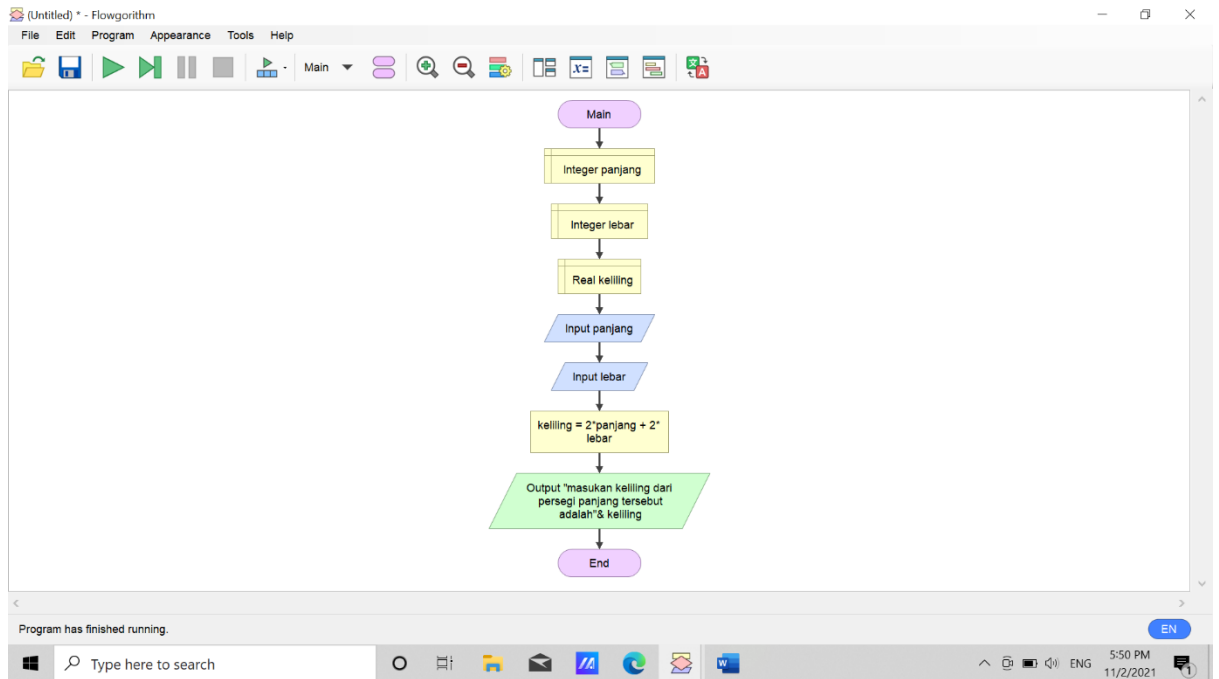 (Untitled) * - Flowgorithm
File Edit Program Appearance Tools Help
Main
x=
A
Main
Integer panjang
Integer lebar
Real keliling
Input panjang
Input lebar
keliling = 2*panjang + 2*
lebar
Output "masukan keliling dari
persegi panjang tersebut
adalah"& keliling
End
Program has finished running.
EN
Type here to search
W
ENG
5:50 PM
11/2/2021
1